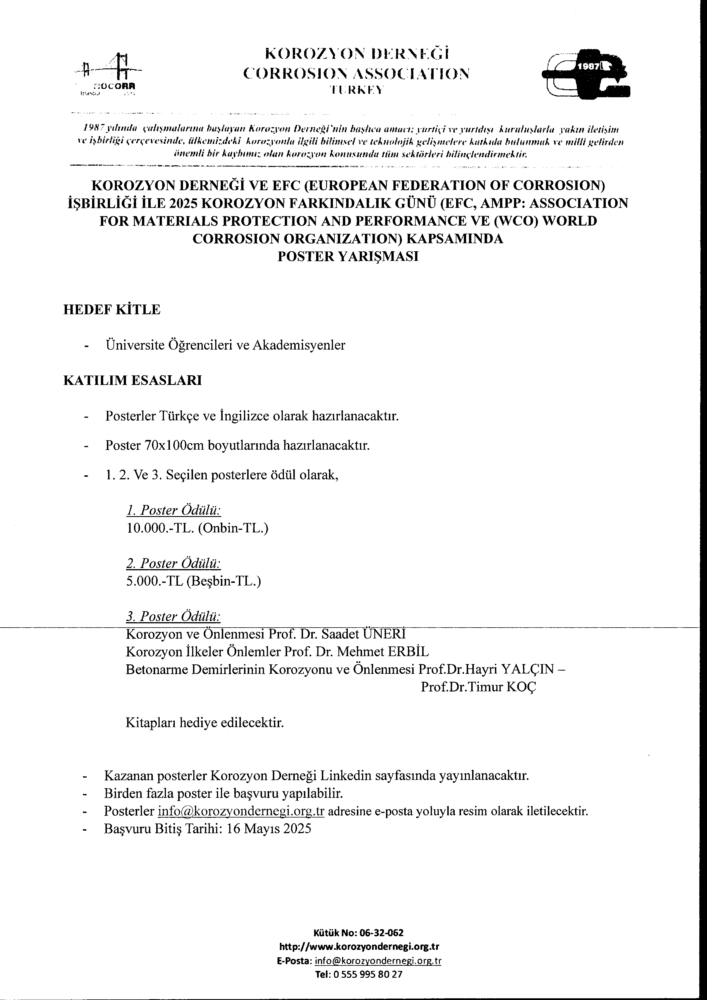 KOROZYON DERNEĞİ
CORROSION ASSOCIATION
TURKEY
1987
1987 yılında çalışmalarına başlayan Korozyon Derneği'nin başlıca amacı; yurtiçi ve yurtdışı kuruluşlarla yakın iletişim
ve işbirliği çerçevesinde, ülkemizdeki korozyonla ilgili bilimsel ve teknolojik gelişmelere katkıda bulunmak ve milli gelirden
önemli bir kaybımız olan korozyon konusunda tüm sektörleri bilinçlendirmektir.
KOROZYON DERNEĞİ VE EFC (EUROPEAN FEDERATION OF CORROSION)
İŞBİRLİĞİ İLE 2025 KOROZYON FARKINDALIK GÜNÜ (EFC, AMPP: ASSOCIATION
FOR MATERIALS PROTECTION AND PERFORMANCE VE (WCO) WORLD
CORROSION ORGANIZATION) KAPSAMINDA
POSTER YARIŞMASI
HEDEF KİTLE
- Üniversite Öğrencileri ve Akademisyenler
KATILIM ESASLARI
- Posterler Türkçe ve İngilizce olarak hazırlanacaktır.
- Poster 70x100cm boyutlarında hazırlanacaktır.
- 1. 2. Ve 3. Seçilen posterlere ödül olarak,
1. Poster Ödülü:
10.000.-TL. (Onbin-TL.)
2. Poster Ödülü:
5.000.-TL (Beşbin-TL.)
3. Poster Ödülü:
Korozyon ve Önlenmesi Prof. Dr. Saadet ÜNERİ
Korozyon İlkeler Önlemler Prof. Dr. Mehmet ERBİL
Betonarme Demirlerinin Korozyonu ve Önlenmesi Prof.Dr.Hayri YALÇIN –
Prof.Dr.Timur KOÇ
Kitapları hediye edilecektir.
- Kazanan posterler Korozyon Derneği Linkedin sayfasında yayınlanacaktır.
- Birden fazla poster ile başvuru yapılabilir.
- Posterler info@korozyondernegi.org.tr adresine e-posta yoluyla resim olarak iletilecektir.
- Başvuru Bitiş Tarihi: 16 Mayıs 2025
Kütük No: 06-32-062
http://www.korozyondernegi.org.tr
E-Posta: info@korozyondernegi.org.tr
Tel: 0 555 995 80 27